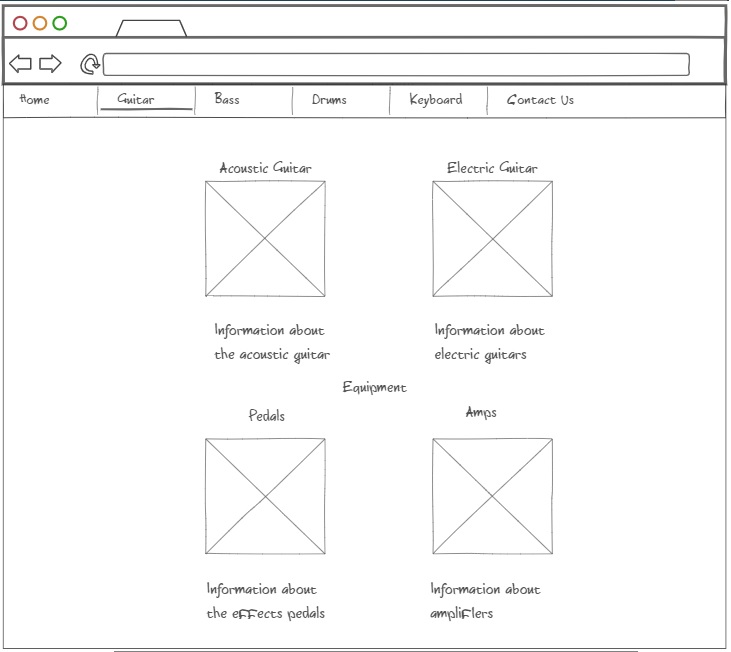 Home Guitar Bass Drums Keyboard Contact Us
Acoustic Guitar Electric Guitar
Information about
the acoustic guitar
Information about
electric guitars
Equipment
Pedals Amps
Information about
the effects pedals
Information about
amplifiers